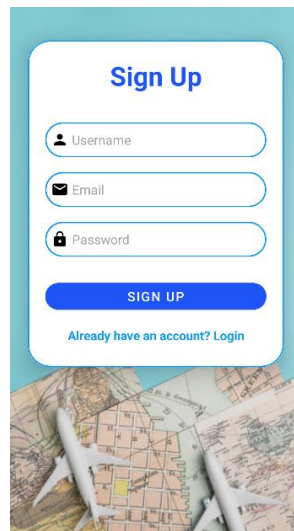 Sign Up
Username
Email
Password
SIGN UP
Already have an account? Login